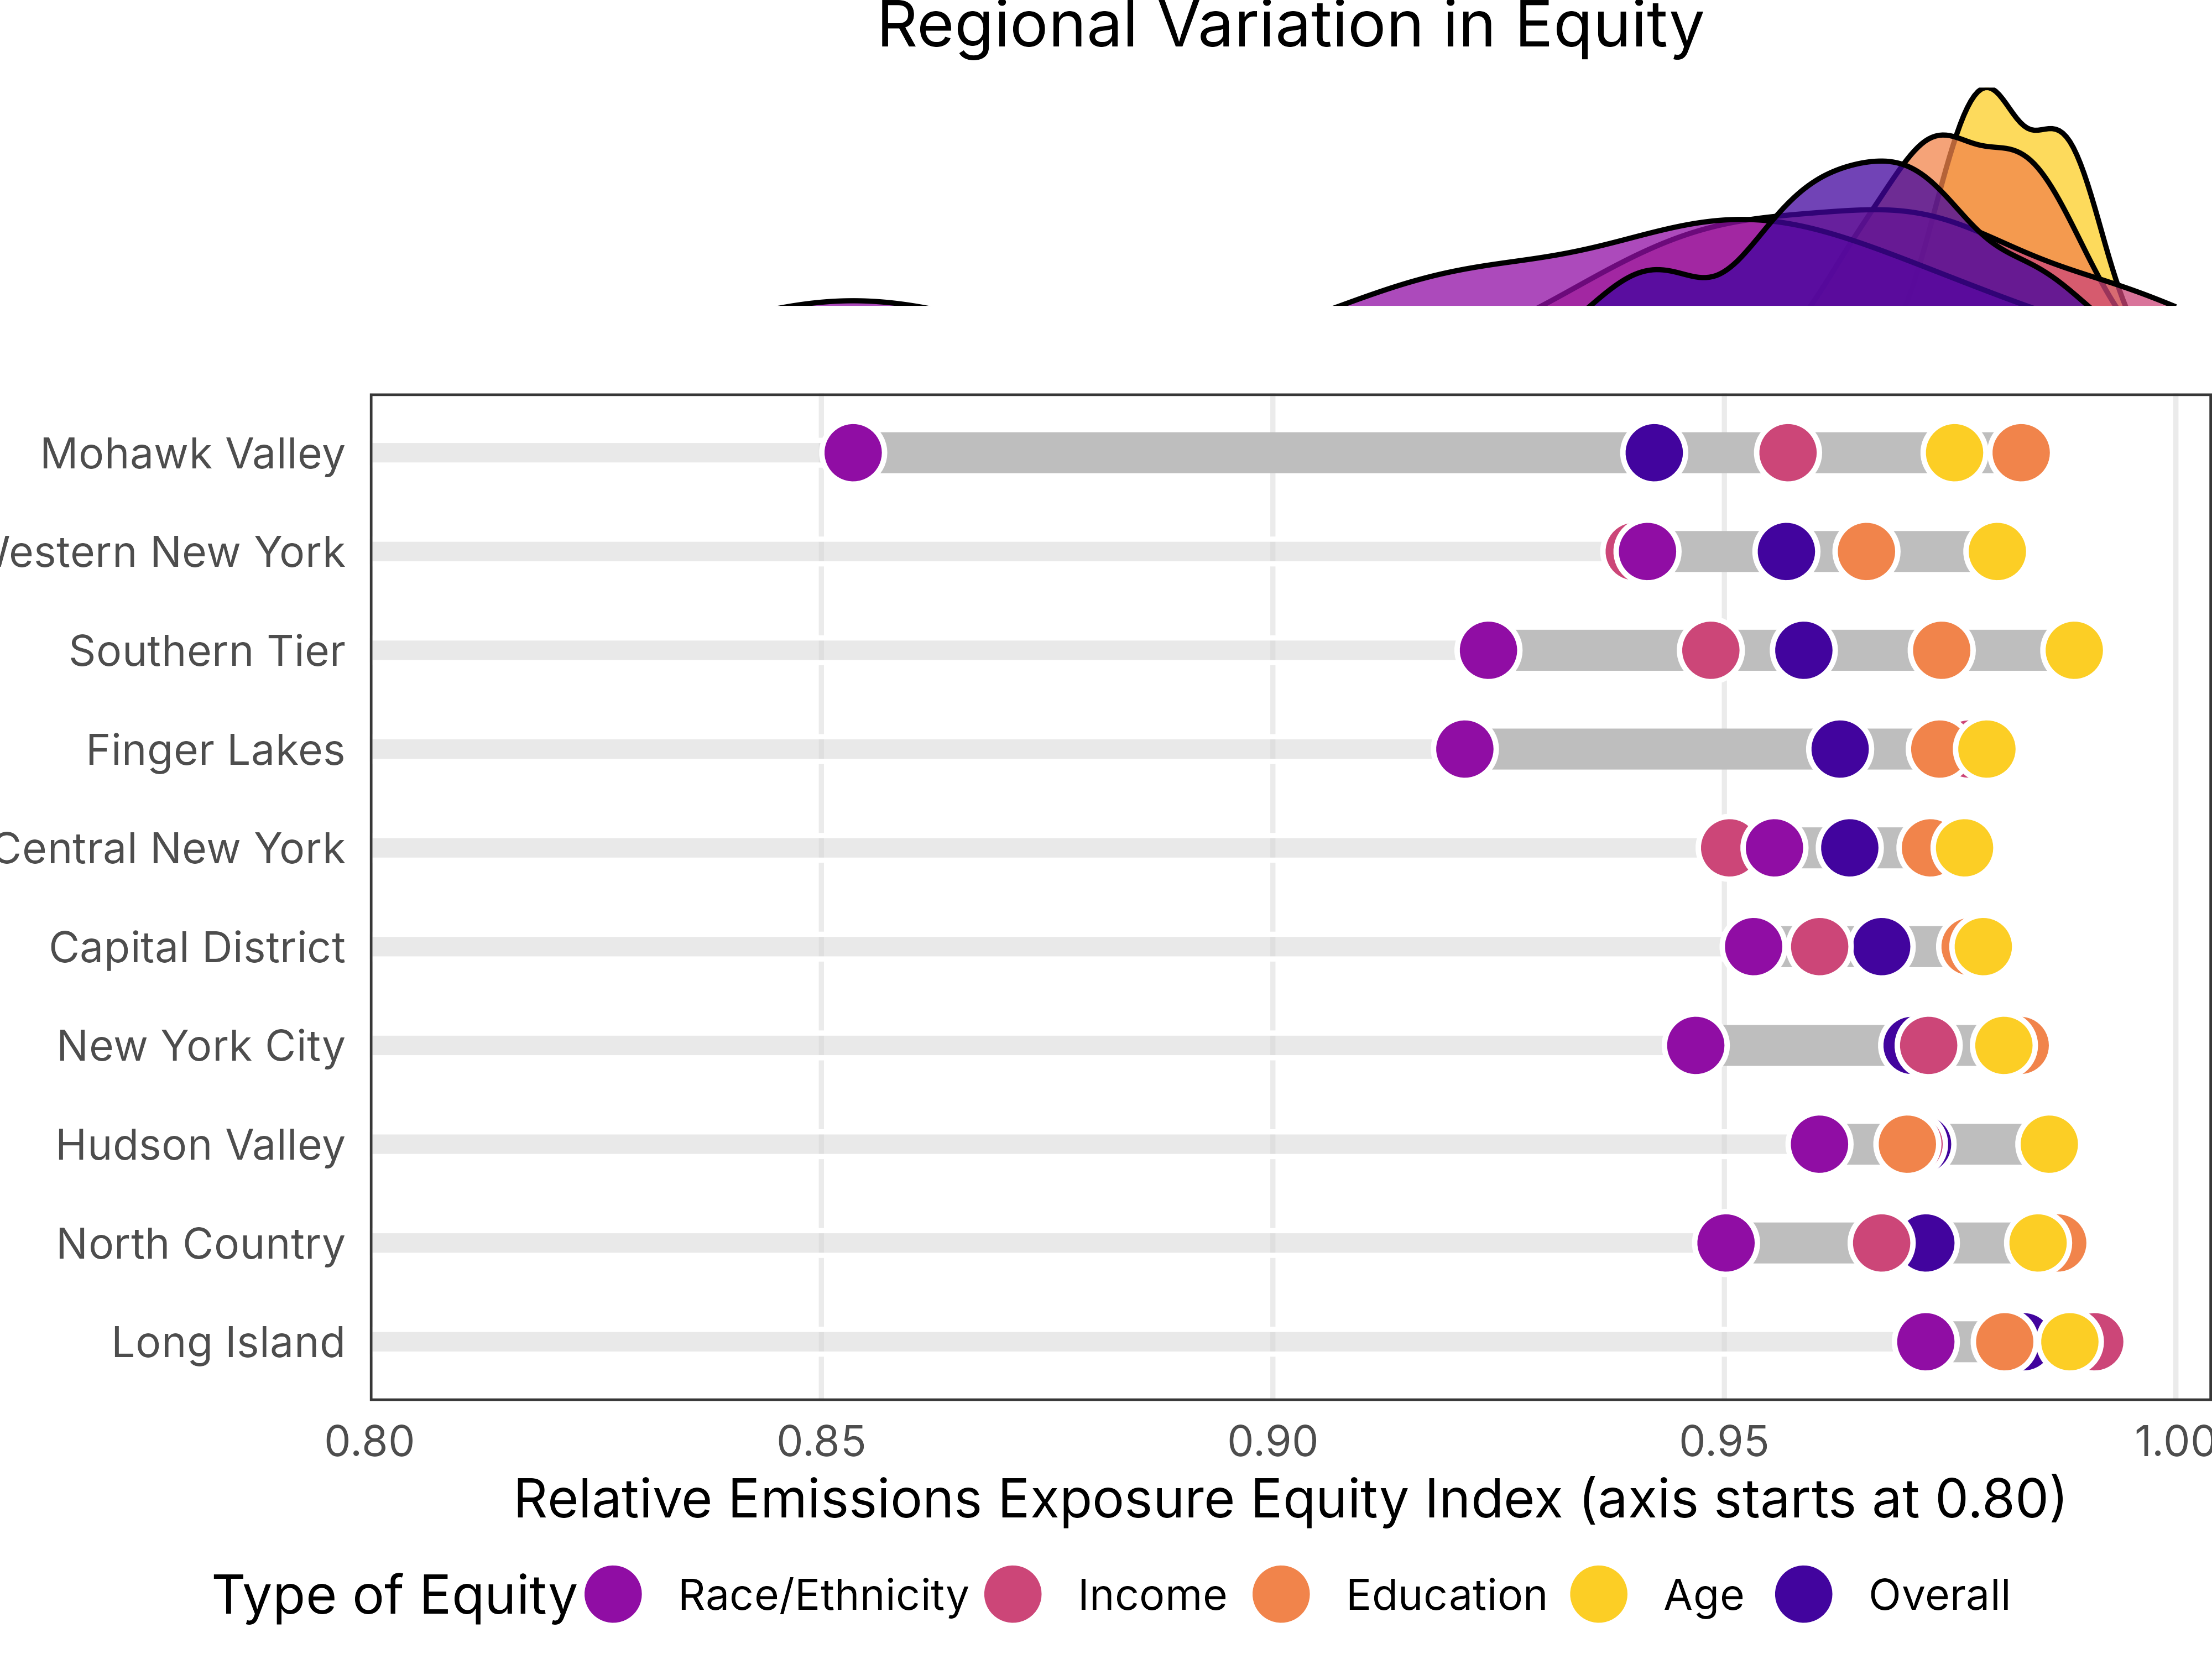 Regional Variation in Equity
Mohawk Valley
Western New York
Southern Tier
Finger Lakes
Central New York
Capital District
New York City
Hudson Valley
North Country
Long Island
0.80 0.85 0.90 0.95 1.00
Relative Emissions Exposure Equity Index (axis starts at 0.80)
Type of Equity Race/Ethnicity Income Education Age Overall